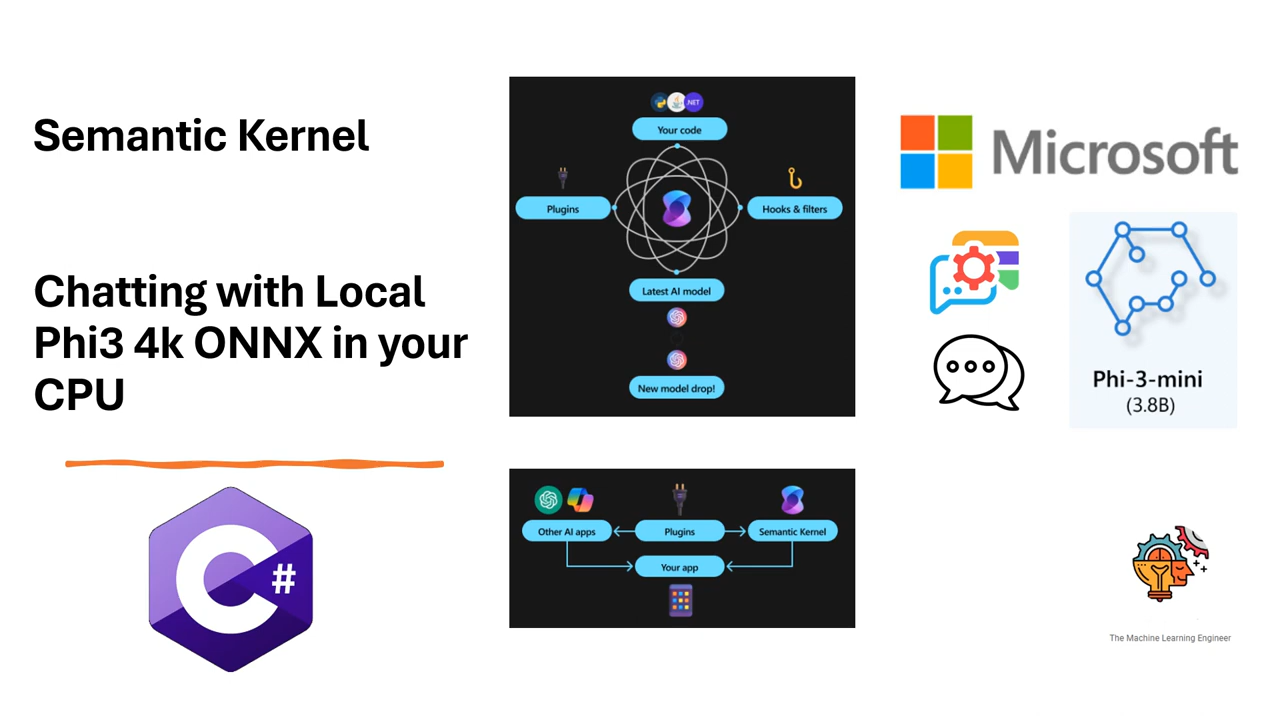 Semantic Kernel
Chatting with Local
Phi3 4k ONNX in your
CPU
C#
.NET
Your code
Plugins
Hooks & filters
Latest AI model
New model drop!
Other AI apps
Plugins
Semantic Kernel
Your app
Microsoft
Phi-3-mini
(3.8B)
The Machine Learning Engineer